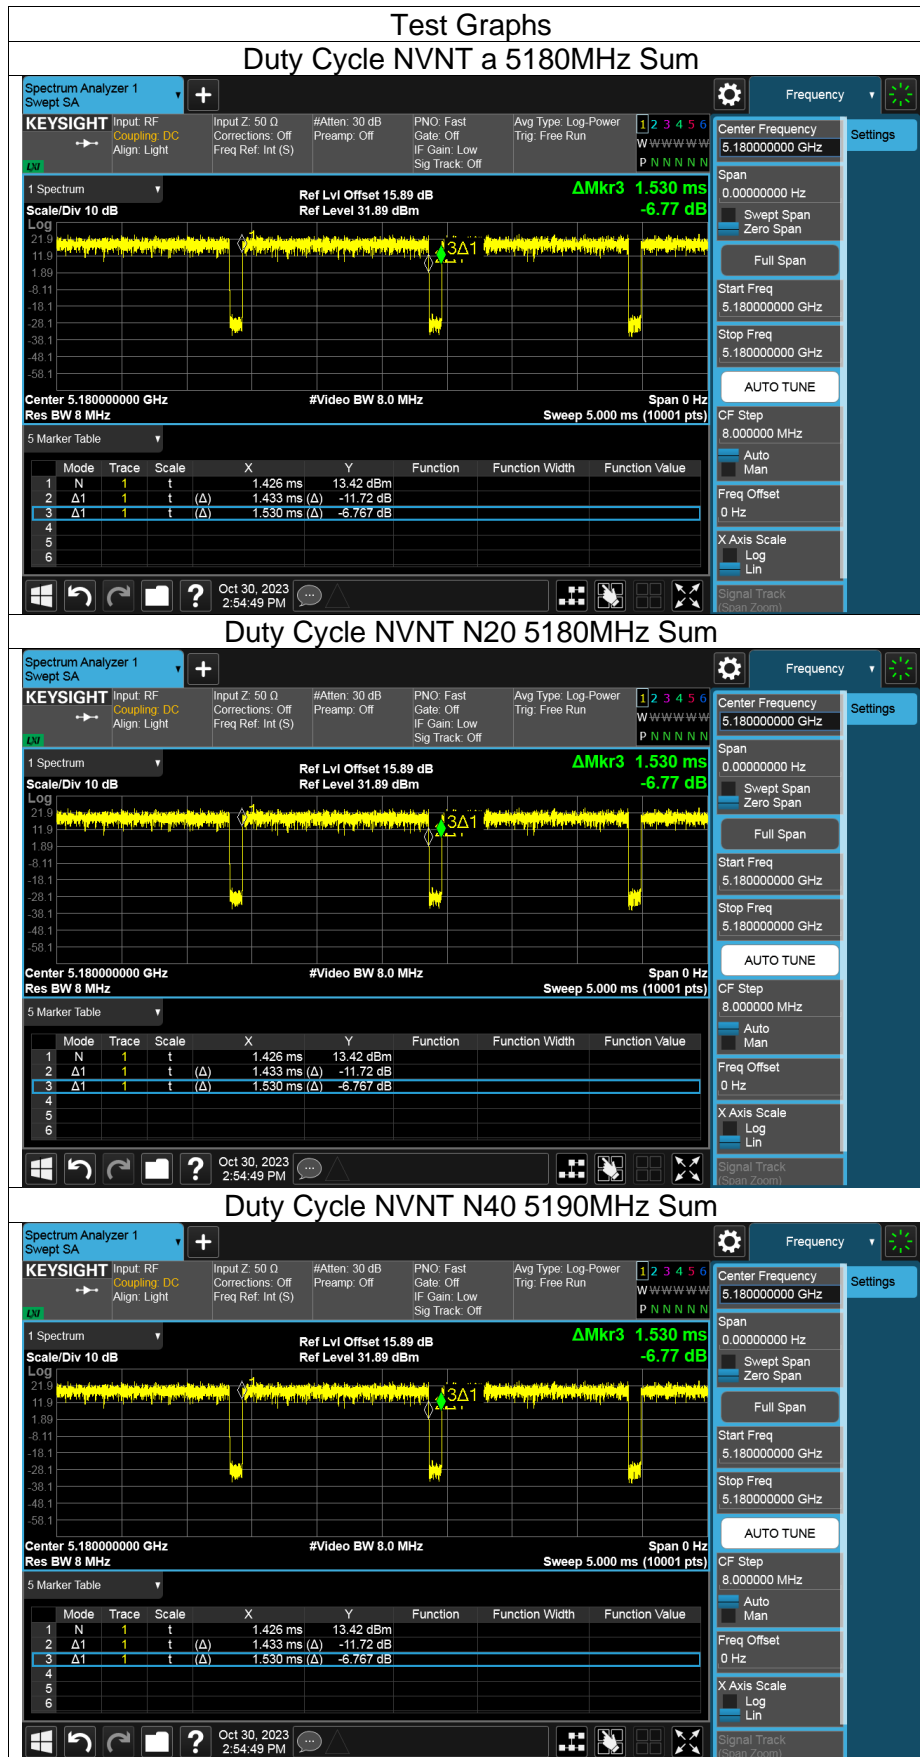 Test Graphs
Duty Cycle NVNT a 5180MHz Sum
Spectrum Analyzer 1
Swept SA
Frequency
KEYSIGHT
Input: RF
Coupling: DC
Align: Light
Input Z: 50 Ω
Corrections: Off
Freq Ref: Int (S)
#Atten: 30 dB
Preamp: Off
PNO: Fast
Gate: Off
IF Gain: Low
Sig Track: Off
Avg Type: Log-Power
Trig: Free Run
1 2 3 4 5 6
W W W W W W
P N N N N N
LXI
1 Spectrum
Scale/Div 10 dB
Ref Lvl Offset 15.89 dB
Ref Level 31.89 dBm
ΔMkr3 1.530 ms
-6.77 dB
Log
21.9
11.9
1.89
-8.11
-18.1
-28.1
-38.1
-48.1
-58.1
3Δ1
Center 5.180000000 GHz
#Video BW 8.0 MHz
Span 0 Hz
Res BW 8 MHz
Sweep 5.000 ms (10001 pts)
5 Marker Table
Mode Trace Scale X Y Function Function Width Function Value
1 N 1 t 1.426 ms 13.42 dBm
2 Δ1 1 t (Δ) 1.433 ms (Δ) -11.72 dB
3 Δ1 1 t (Δ) 1.530 ms (Δ) -6.767 dB
4
5
6
Oct 30, 2023
2:54:49 PM
Center Frequency
5.180000000 GHz
Settings
Span
0.00000000 Hz
Swept Span
Zero Span
Full Span
Start Freq
5.180000000 GHz
Stop Freq
5.180000000 GHz
AUTO TUNE
CF Step
8.000000 MHz
Auto
Man
Freq Offset
0 Hz
X Axis Scale
Log
Lin
Signal Track
(Span Zoom)
Duty Cycle NVNT N20 5180MHz Sum
Spectrum Analyzer 1
Swept SA
Frequency
KEYSIGHT
Input: RF
Coupling: DC
Align: Light
Input Z: 50 Ω
Corrections: Off
Freq Ref: Int (S)
#Atten: 30 dB
Preamp: Off
PNO: Fast
Gate: Off
IF Gain: Low
Sig Track: Off
Avg Type: Log-Power
Trig: Free Run
1 2 3 4 5 6
W W W W W W
P N N N N N
LXI
1 Spectrum
Scale/Div 10 dB
Ref Lvl Offset 15.89 dB
Ref Level 31.89 dBm
ΔMkr3 1.530 ms
-6.77 dB
Log
21.9
11.9
1.89
-8.11
-18.1
-28.1
-38.1
-48.1
-58.1
3Δ1
Center 5.180000000 GHz
#Video BW 8.0 MHz
Span 0 Hz
Res BW 8 MHz
Sweep 5.000 ms (10001 pts)
5 Marker Table
Mode Trace Scale X Y Function Function Width Function Value
1 N 1 t 1.426 ms 13.42 dBm
2 Δ1 1 t (Δ) 1.433 ms (Δ) -11.72 dB
3 Δ1 1 t (Δ) 1.530 ms (Δ) -6.767 dB
4
5
6
Oct 30, 2023
2:54:49 PM
Center Frequency
5.180000000 GHz
Settings
Span
0.00000000 Hz
Swept Span
Zero Span
Full Span
Start Freq
5.180000000 GHz
Stop Freq
5.180000000 GHz
AUTO TUNE
CF Step
8.000000 MHz
Auto
Man
Freq Offset
0 Hz
X Axis Scale
Log
Lin
Signal Track
(Span Zoom)
Duty Cycle NVNT N40 5190MHz Sum
Spectrum Analyzer 1
Swept SA
Frequency
KEYSIGHT
Input: RF
Coupling: DC
Align: Light
Input Z: 50 Ω
Corrections: Off
Freq Ref: Int (S)
#Atten: 30 dB
Preamp: Off
PNO: Fast
Gate: Off
IF Gain: Low
Sig Track: Off
Avg Type: Log-Power
Trig: Free Run
1 2 3 4 5 6
W W W W W W
P N N N N N
LXI
1 Spectrum
Scale/Div 10 dB
Ref Lvl Offset 15.89 dB
Ref Level 31.89 dBm
ΔMkr3 1.530 ms
-6.77 dB
Log
21.9
11.9
1.89
-8.11
-18.1
-28.1
-38.1
-48.1
-58.1
3Δ1
Center 5.180000000 GHz
#Video BW 8.0 MHz
Span 0 Hz
Res BW 8 MHz
Sweep 5.000 ms (10001 pts)
5 Marker Table
Mode Trace Scale X Y Function Function Width Function Value
1 N 1 t 1.426 ms 13.42 dBm
2 Δ1 1 t (Δ) 1.433 ms (Δ) -11.72 dB
3 Δ1 1 t (Δ) 1.530 ms (Δ) -6.767 dB
4
5
6
Oct 30, 2023
2:54:49 PM
Center Frequency
5.180000000 GHz
Settings
Span
0.00000000 Hz
Swept Span
Zero Span
Full Span
Start Freq
5.180000000 GHz
Stop Freq
5.180000000 GHz
AUTO TUNE
CF Step
8.000000 MHz
Auto
Man
Freq Offset
0 Hz
X Axis Scale
Log
Lin
Signal Track
(Span Zoom)